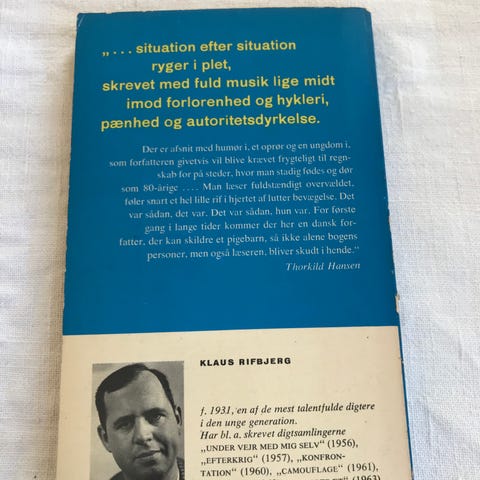 „... situation efter situation
ryger i plet,
skrevet med fuld musik lige midt
imod forlorenhed og hykleri,
pænhed og autoritetsdyrkelse.
Der er afsnit med humør i, et oprør og en ungdom i,
som forfatteren givetvis vil blive krævet frygteligt til regn-
skab for på steder, hvor man stadig fødes og dør
som 80-årige .... Man læser fuldstændigt overvældet,
føler snart et hel lille rif i hjertet af lutter bevægelse. Det
var sådan, det var. Det var sådan, hun var. For første
gang i lange tider kommer der her en dansk for-
fatter, der kan skildre et pigebarn, så ikke alene bogens
personer, men også læseren, bliver skudt i hende."
Thorkild Hansen
KLAUS RIFBJERG
f. 1931, en af de mest talentfulde digtere
i den unge generation.
Har bl. a. skrevet digtsamlingerne
„UNDER VEJR MED MIG SELV" (1956),
„EFTERKRIG" (1957), „KONFRON-
TATION" (1960), „CAMOUFLAGE" (1961),
(1963)